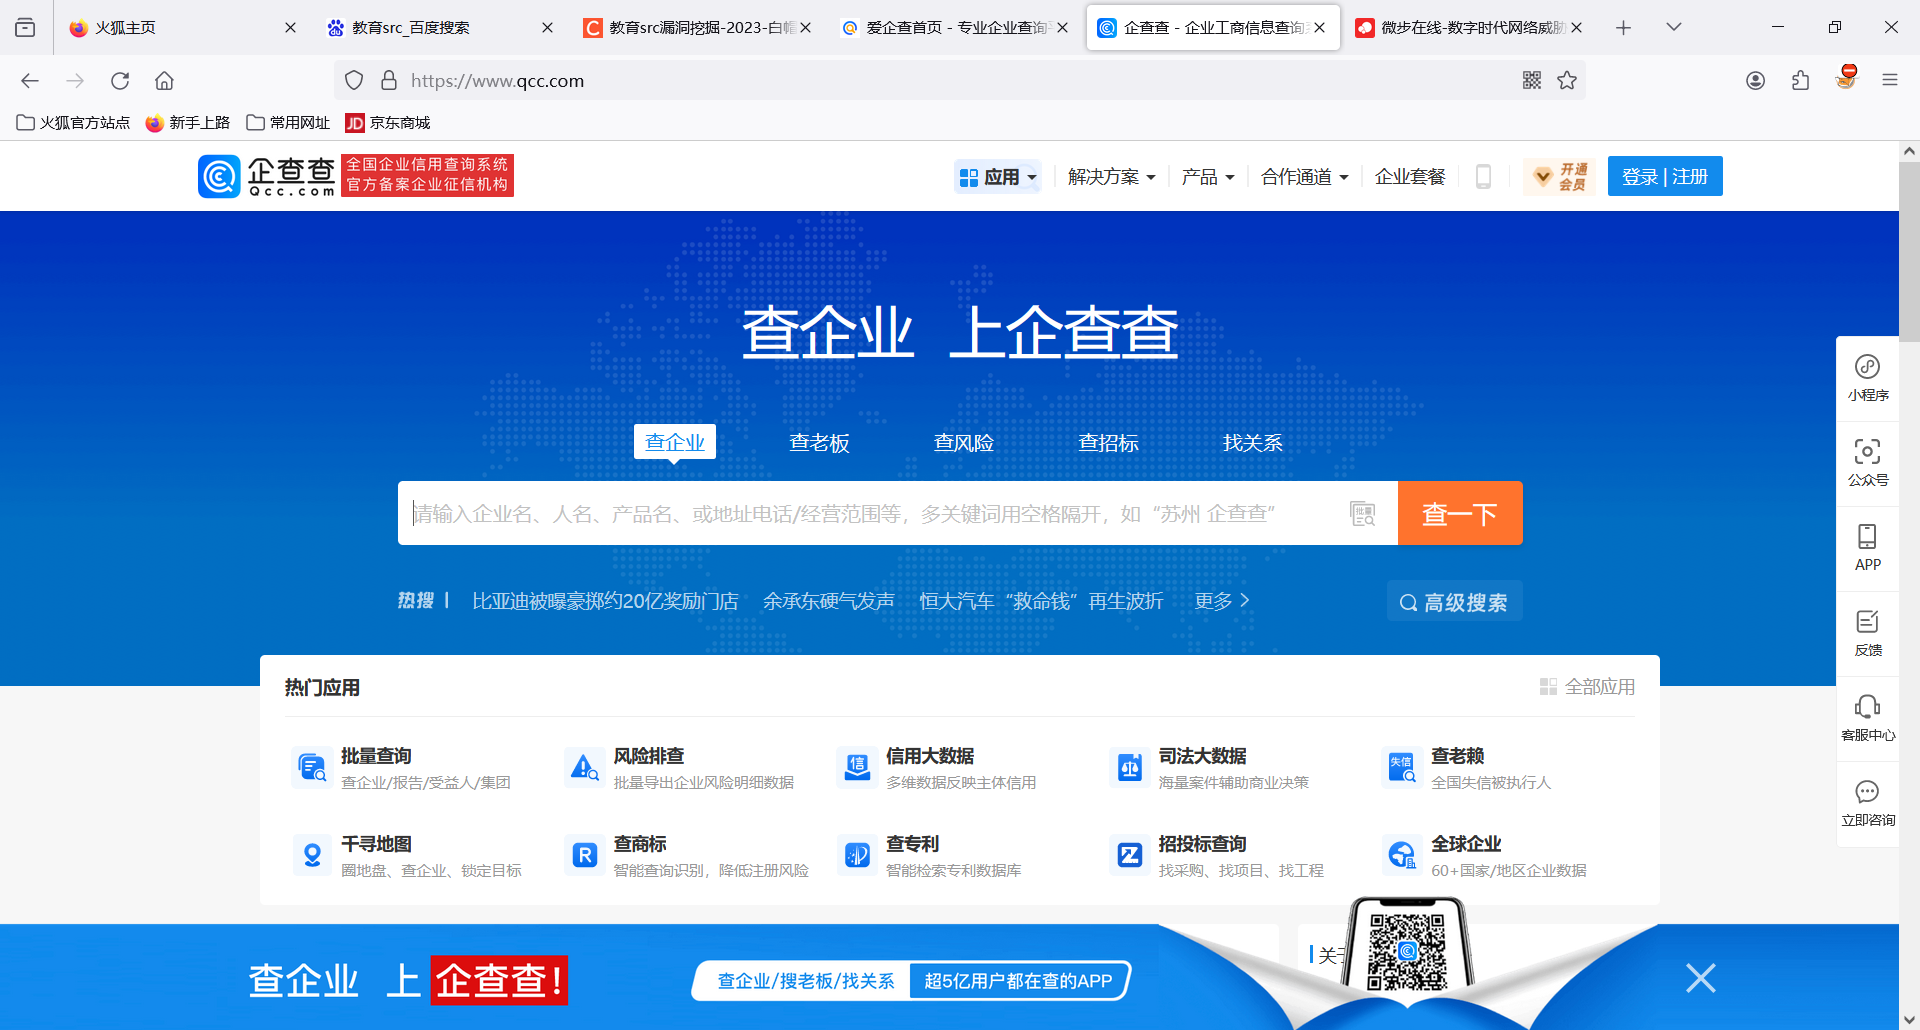 火狐主页
教育src_百度搜索
教育src漏洞挖掘-2023-白帽
爱企查首页 - 专业企业查询
企查查 - 企业工商信息查询
微步在线-数字时代网络威胁
https://www.qcc.com
火狐官方站点
新手上路
常用网址
JD 京东商城
企查查
Qcc.com
全国企业信用查询系统
官方备案企业征信机构
应用
解决方案
产品
合作通道
企业套餐
开通
会员
登录 | 注册
查企业 上企查查
查企业
查老板
查风险
查招标
找关系
请输入企业名、人名、产品名、或地址电话/经营范围等，多关键词用空格隔开，如“苏州 企查查”
批量
查一下
热搜
比亚迪被曝豪掷约20亿奖励门店
余承东硬气发声
恒大汽车“救命钱”再生波折
更多
高级搜索
小程序
公众号
APP
反馈
客服中心
立即咨询
热门应用
全部应用
批量查询
查企业/报告/受益人/集团
风险排查
批量导出企业风险明细数据
信
信用大数据
多维数据反映主体信用
司法大数据
海量案件辅助商业决策
失信
查老赖
全国失信被执行人
千寻地图
圈地盘、查企业、锁定目标
R
查商标
智能查询识别，降低注册风险
查专利
智能检索专利数据库
招投标查询
找采购、找项目、找工程
全球企业
60+国家/地区企业数据
查企业 上 企查查！
查企业/搜老板/找关系
超5亿用户都在查的APP